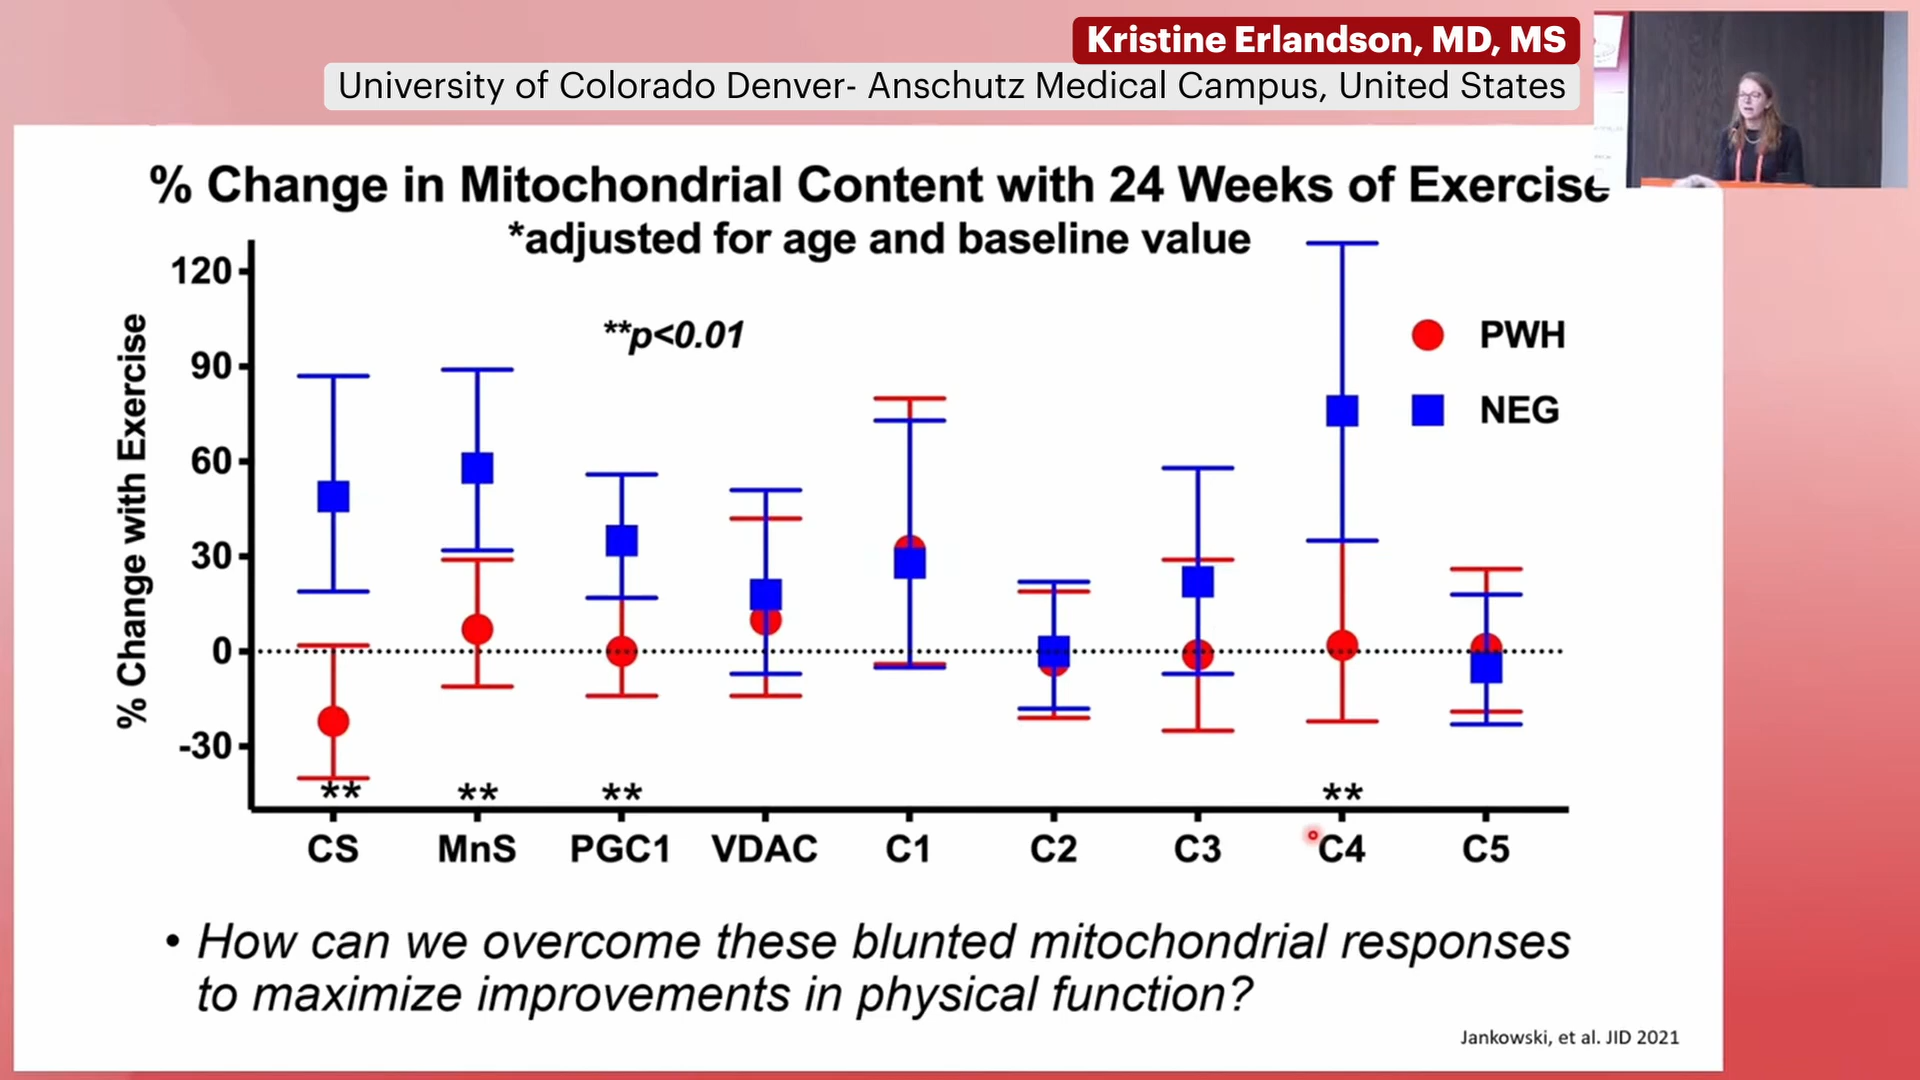 Kristine Erlandson, MD, MS
University of Colorado Denver- Anschutz Medical Campus, United States
% Change in Mitochondrial Content with 24 Weeks of Exercise
*adjusted for age and baseline value
**p<0.01
PWH
NEG
% Change with Exercise
120
90
60
30
0
-30
** ** ** **
CS MnS PGC1 VDAC C1 C2 C3 C4 C5
• How can we overcome these blunted mitochondrial responses
to maximize improvements in physical function?
Jankowski, et al. JID 2021